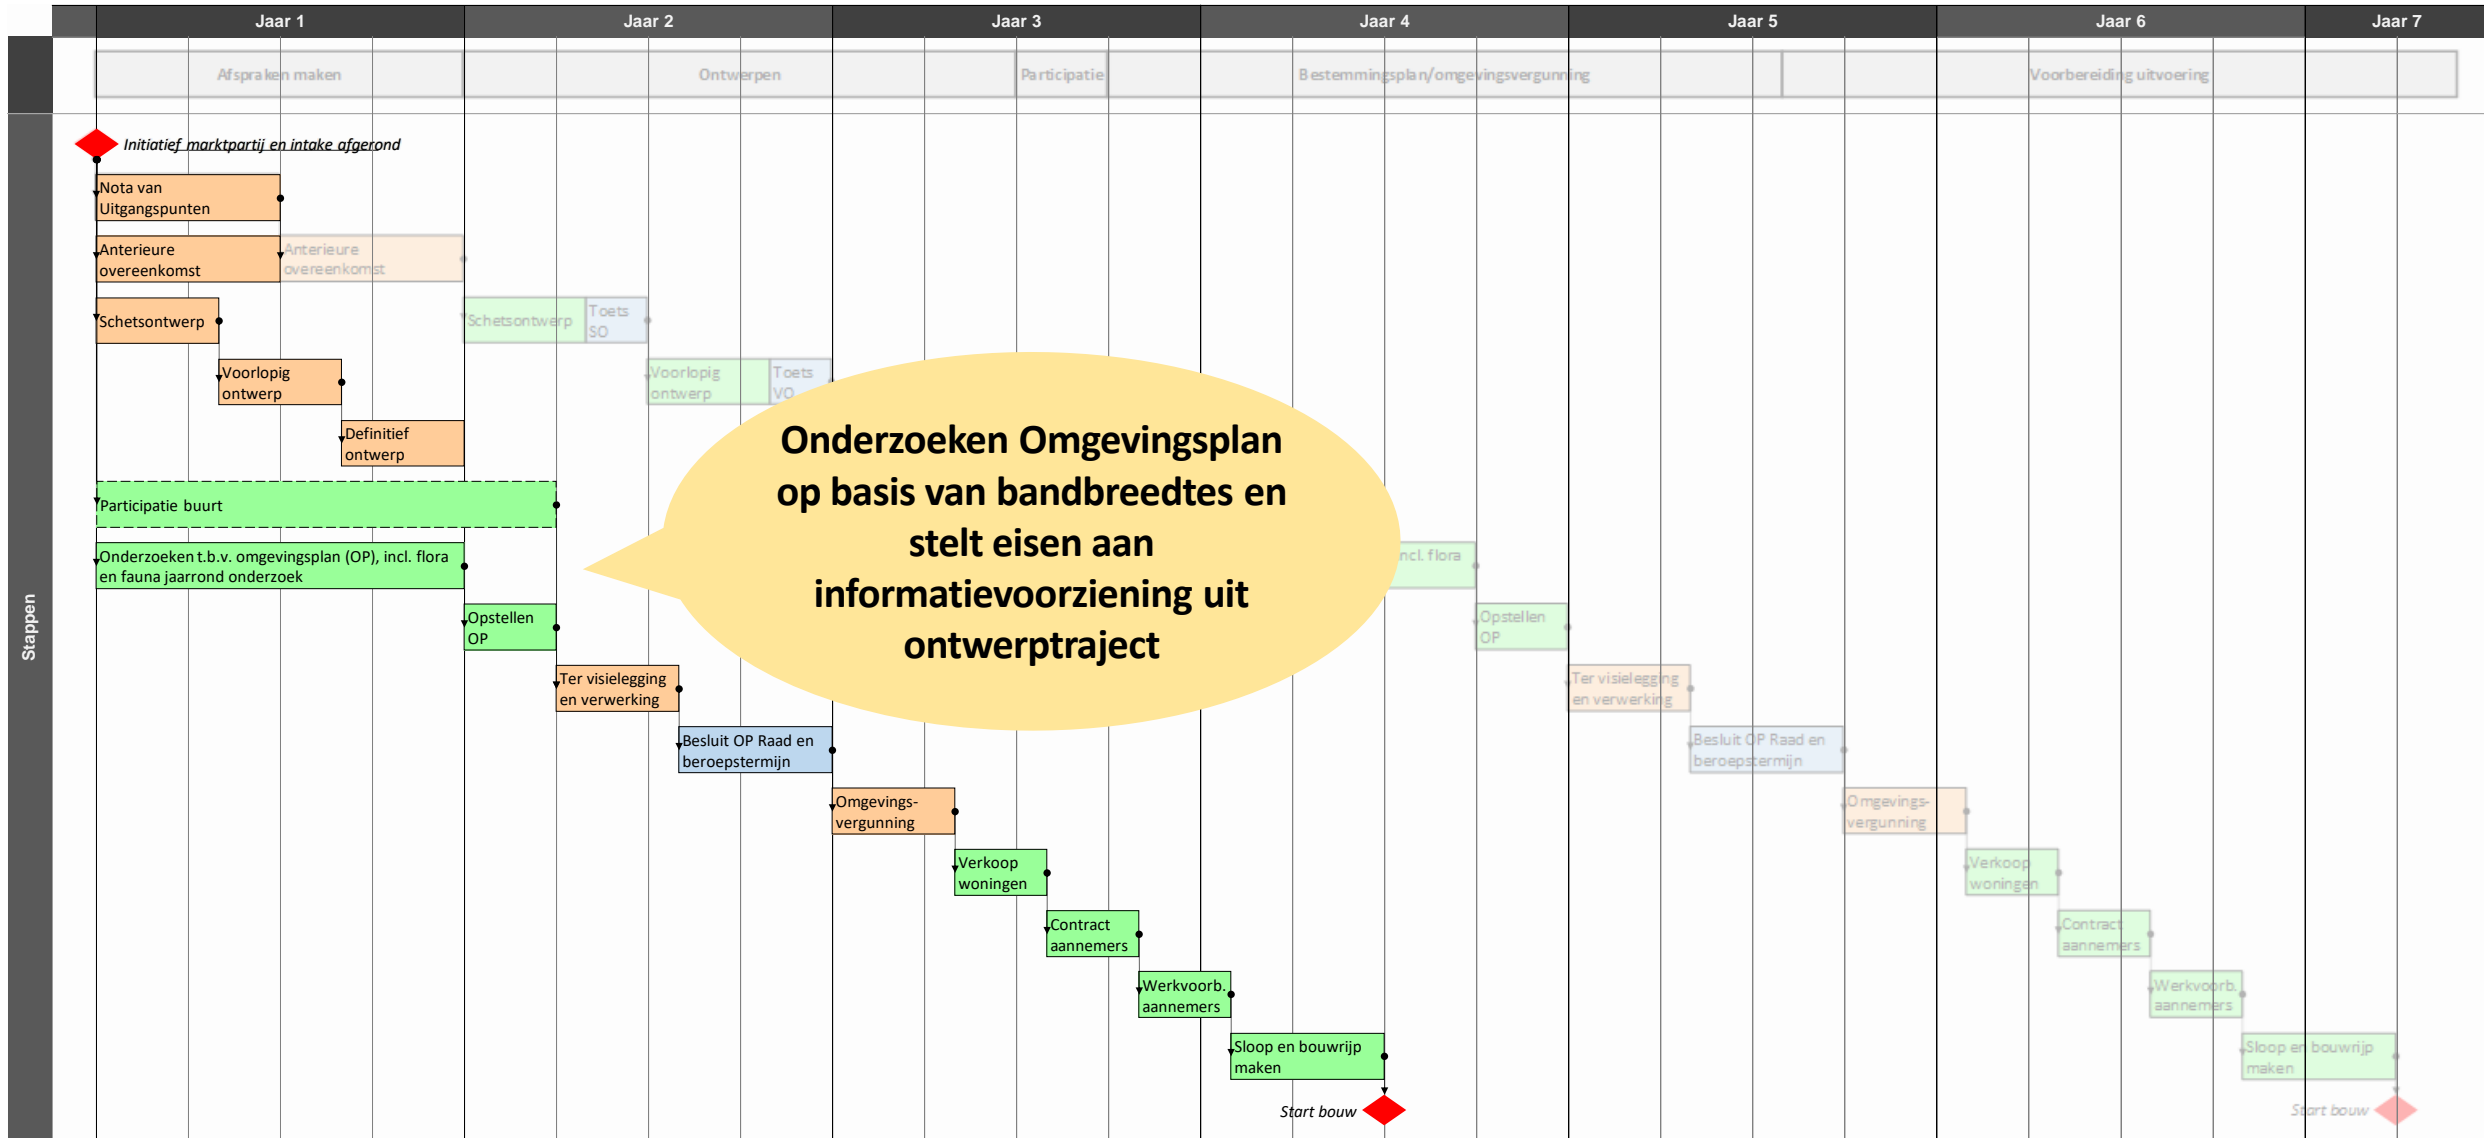 Jaar 1 Jaar 2 Jaar 3 Jaar 4 Jaar 5 Jaar 6 Jaar 7
Afspraken maken Ontwerpen Participatie Bestemmingsplan/omgevingsvergunning Voorbereiding uitvoering
Stappen
Initiatief marktpartij en intake afgerond
Nota van
Uitgangspunten
Anterieure
overeenkomst
Anterieure
overeenkomst
Schetsontwerp
Schetsontwerp
Toets
SO
Voorlopig
ontwerp
Voorlopig
ontwerp
Toets
VO
Definitief
ontwerp
Onderzoeken Omgevingsplan
op basis van bandbreedtes en
stelt eisen aan
informatievoorziening uit
ontwerptraject
Participatie buurt
Onderzoeken t.b.v. omgevingsplan (OP), incl. flora
en fauna jaarrond onderzoek
incl. flora
Opstellen
OP
Opstellen
OP
Ter visielegging
en verwerking
Ter visielegging
en verwerking
Besluit OP Raad en
beroepstermijn
Besluit OP Raad en
beroepstermijn
Omgevings-
vergunning
Omgevings-
vergunning
Verkoop
woningen
Verkoop
woningen
Contract
aannemers
Contract
aannemers
Werkvoorb.
aannemers
Werkvoorb.
aannemers
Sloop en bouwrijp
maken
Sloop en bouwrijp
maken
Start bouw
Start bouw